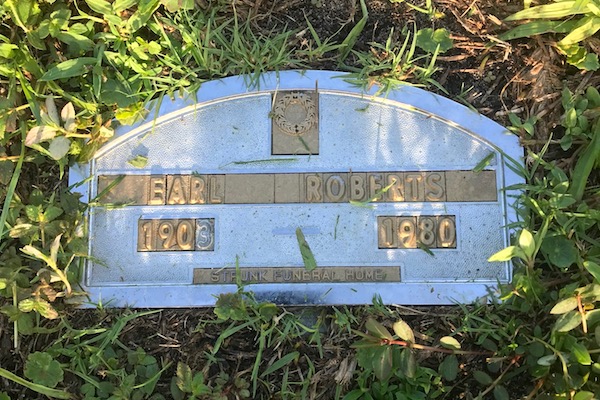 EARL ROBERTS
1903 1980
STRUNK FUNERAL HOME